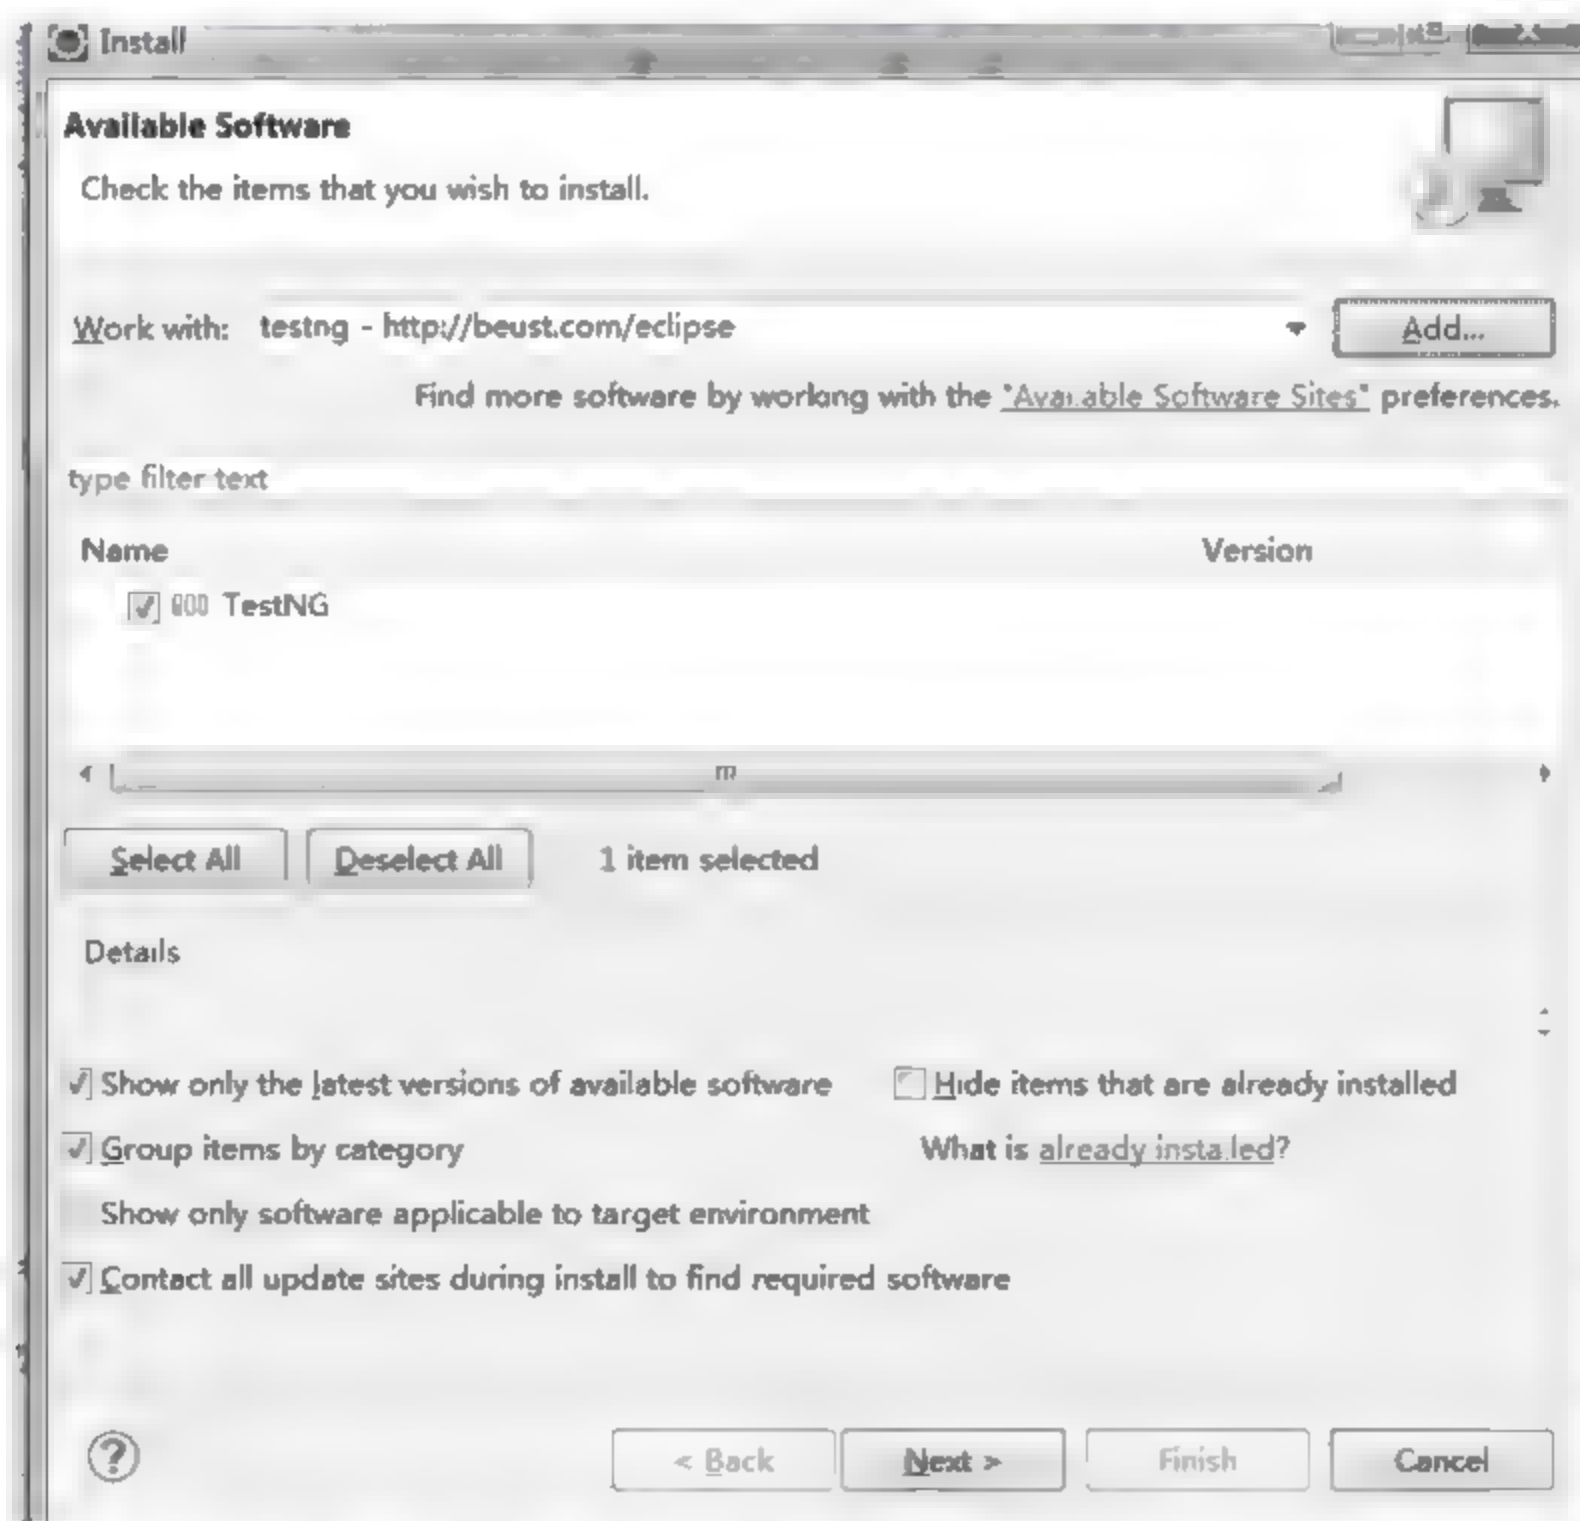 Install
Available Software
Check the items that you wish to install.
Work with: testng - http://beust.com/eclipse Add...
Find more software by working with the "Available Software Sites" preferences.
type filter text
Name Version
TestNG
Select All Deselect All 1 item selected
Details
Show only the latest versions of available software Hide items that are already installed
Group items by category What is already installed?
Show only software applicable to target environment
Contact all update sites during install to find required software
< Back Next > Finish Cancel